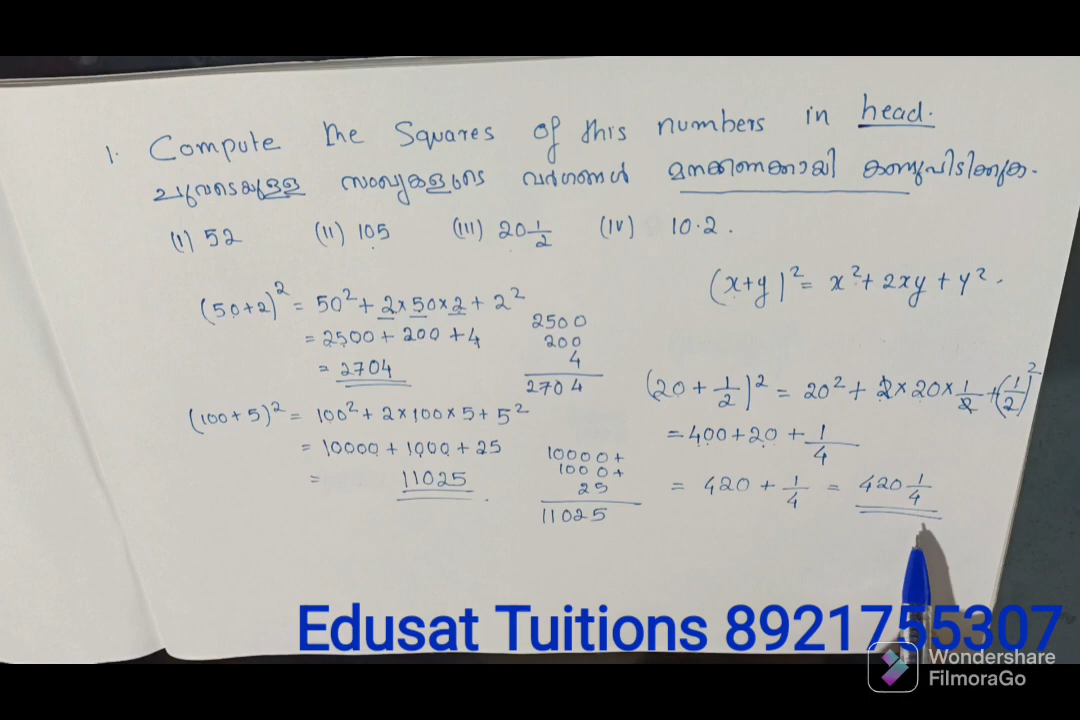 1. Compute the Squares of this numbers in head.
ചുവടെയുള്ള സംഖ്യകളുടെ വർഗങ്ങൾ മനക്കണക്കായി കണ്ടുപിടിക്കുക.
(I) 52 (II) 105 (III) 20 1/2 (IV) 10.2.
(x+y)² = x² + 2xy + y².
(50+2)² = 50² + 2×50×2 + 2²
= 2500 + 200 + 4
= 2704
2500
200
4
2704
(100+5)² = 100² + 2×100×5 + 5²
= 10000 + 1000 + 25
= 11025.
10000+
1000+
25
11025
(20 + 1/2)² = 20² + 2×20×1/2 + (1/2)²
= 400 + 20 + 1/4
= 420 + 1/4 = 420 1/4
Edusat Tuitions 8921755307
Wondershare
FilmoraGo